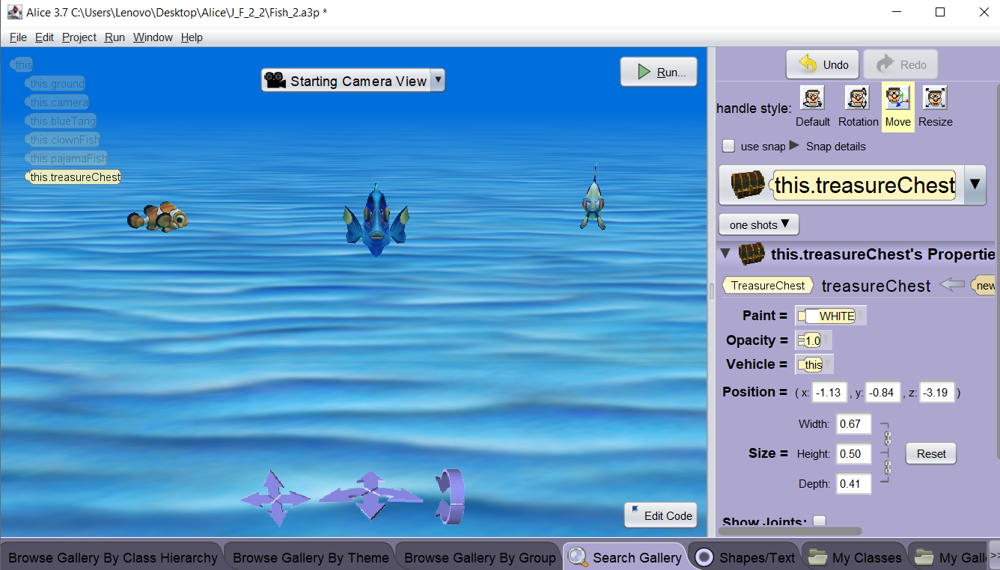 Alice 3.7 C:\Users\Lenovo\Desktop\Alice\J_F_2_2\Fish_2.a3p *
File Edit Project Run Window Help
this
this.ground
this.camera
this.blueTang
this.clownFish
this.pajamaFish
this.treasureChest
Starting Camera View
Run...
Edit Code
Undo Redo
handle style: Default Rotation Move Resize
use snap Snap details
this.treasureChest
one shots
this.treasureChest's Propertie
TreasureChest treasureChest new
Paint = WHITE
Opacity = 1.0
Vehicle = this
Position = ( x: -1.13 , y: -0.84 , z: -3.19 )
Width: 0.67
Size = Height: 0.50 Reset
Depth: 0.41
Show Joints:
Browse Gallery By Class Hierarchy Browse Gallery By Theme Browse Gallery By Group Search Gallery Shapes/Text My Classes My Gall >>